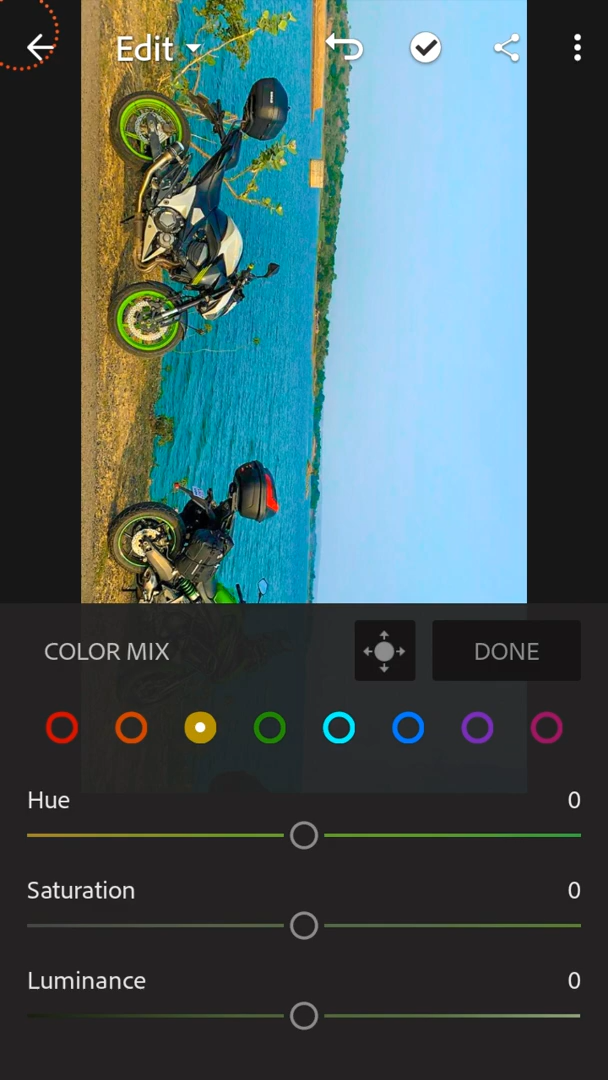 Edit
COLOR MIX
DONE
Hue 0
Saturation 0
Luminance 0